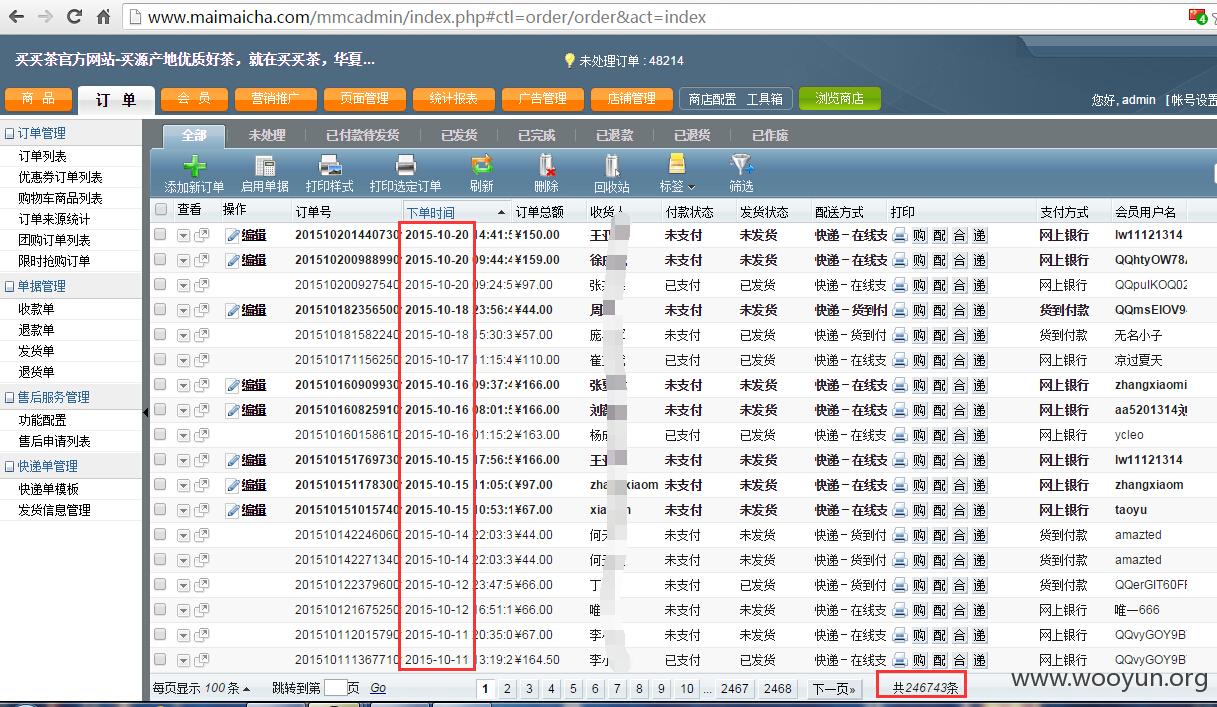 www.maimaicha.com/mmcadmin/index.php#ctl=order/order&act=index
买买茶官方网站-买源产地优质好茶，就在买买茶，华夏...
未处理订单 : 48214
商 品 订 单 会 员 营销推广 页面管理 统计报表 广告管理 店铺管理 商店配置 工具箱 浏览商店
您好, admin [帐号设置
订单管理
订单列表
优惠券订单列表
购物车商品列表
订单来源统计
团购订单列表
限时抢购订单
单据管理
收款单
退款单
发货单
退货单
售后服务管理
功能配置
售后申请列表
快递单管理
快递单模板
发货信息管理
全部 未处理 已付款待发货 已发货 已完成 已退款 已退货 已作废
添加新订单 启用单据 打印样式 打印选定订单 刷新 删除 回收站 标签 筛选
查看 操作 订单号 下单时间 订单总额 收货人 付款状态 发货状态 配送方式 打印 支付方式 会员用户名
编辑 201510201440730 2015-10-20 14:41:5 ¥150.00 王 未支付 未发货 快递－在线支 购 配 合 递 网上银行 lw11121314
编辑 201510200988990 2015-10-20 09:44:4 ¥159.00 徐 未支付 未发货 快递－在线支 购 配 合 递 网上银行 QQhtyOW78
201510200927540 2015-10-20 09:24:5 ¥97.00 张 已支付 已发货 快递－在线支 购 配 合 递 网上银行 QQpuIKOQ02
编辑 201510182356500 2015-10-18 23:56:4 ¥44.00 周 未支付 未发货 快递－货到付 购 配 合 递 货到付款 QQmsEIOV9
201510181582240 2015-10-18 15:30:3 ¥57.00 庞 未支付 已发货 快递－货到付 购 配 合 递 货到付款 无名小子
201510171156250 2015-10-17 11:15:4 ¥110.00 崔 已支付 已发货 快递－在线支 购 配 合 递 网上银行 凉过夏天
编辑 201510160909930 2015-10-16 09:37:4 ¥166.00 张 未支付 未发货 快递－在线支 购 配 合 递 网上银行 zhangxiaomi
编辑 201510160825910 2015-10-16 08:01:5 ¥166.00 刘 未支付 未发货 快递－在线支 购 配 合 递 网上银行 aa5201314刘
201510160158610 2015-10-16 01:15:2 ¥163.00 杨 已支付 已发货 快递－在线支 购 配 合 递 网上银行 ycleo
编辑 201510151769730 2015-10-15 17:56:5 ¥166.00 王 未支付 未发货 快递－在线支 购 配 合 递 网上银行 lw11121314
编辑 201510151178300 2015-10-15 11:05:0 ¥97.00 zha xiaom 未支付 未发货 快递－在线支 购 配 合 递 网上银行 zhangxiaom
编辑 201510151015740 2015-10-15 10:53:1 ¥67.00 xia 未支付 未发货 快递－在线支 购 配 合 递 网上银行 taoyu
201510142246060 2015-10-14 22:03:3 ¥44.00 何 未支付 未发货 快递－货到付 购 配 合 递 货到付款 amazted
201510142271340 2015-10-14 22:03:3 ¥44.00 何 未支付 未发货 快递－货到付 购 配 合 递 货到付款 amazted
201510122379600 2015-10-12 23:47:5 ¥66.00 丁 未支付 已发货 快递－货到付 购 配 合 递 货到付款 QQerGIT60FF
201510121675250 2015-10-12 16:51:1 ¥66.00 唯 未支付 未发货 快递－在线支 购 配 合 递 网上银行 唯一666
201510112015790 2015-10-11 20:35:0 ¥67.00 李 已支付 已发货 快递－在线支 购 配 合 递 网上银行 QQvyGOY9B
201510111367710 2015-10-11 13:19:2 ¥164.50 李 已支付 已发货 快递－在线支 购 配 合 递 网上银行 QQvyGOY9B
每页显示 100 条 跳转到第 页 Go 1 2 3 4 5 6 7 8 9 10 ... 2467 2468 下一页» 共246743条
www.wooyun.org